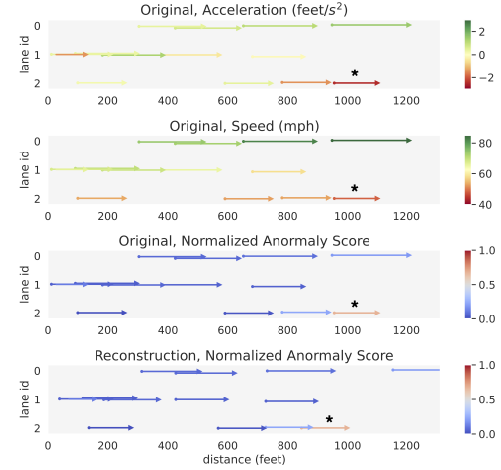 Original, Acceleration (feet/s²)
lane id
0
1
2
0 200 400 600 800 1000 1200
*
2
0
−2
Original, Speed (mph)
lane id
0
1
2
0 200 400 600 800 1000 1200
*
80
60
40
Original, Normalized Anormaly Score
lane id
0
1
2
0 200 400 600 800 1000 1200
*
1.0
0.5
0.0
Reconstruction, Normalized Anormaly Score
lane id
0
1
2
0 200 400 600 800 1000 1200
*
distance (feet)
1.0
0.5
0.0